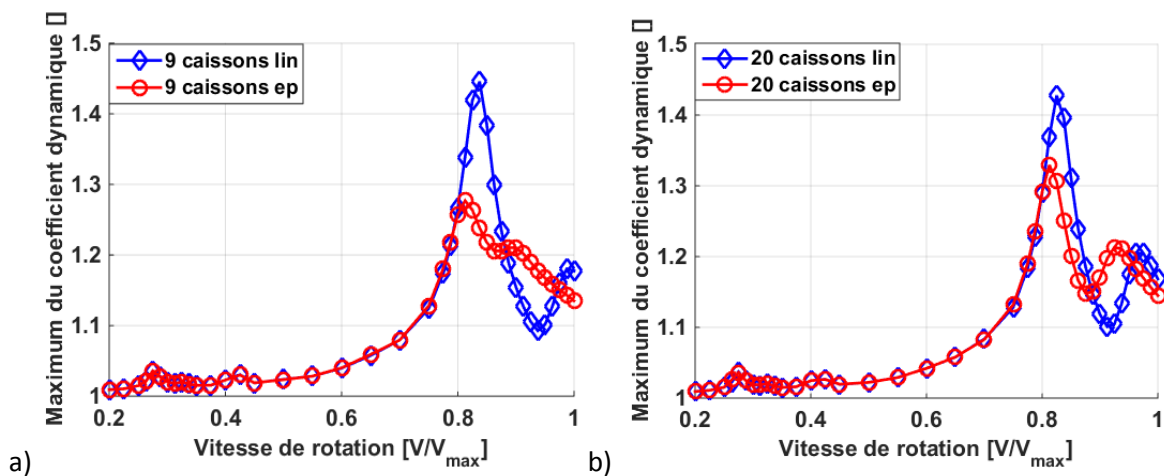 Maximum du coefficient dynamique []
1.5
1.4
1.3
1.2
1.1
1
9 caissons lin
9 caissons ep
0.2
0.4
0.6
0.8
1
Vitesse de rotation [V/Vmax]
a)
Maximum du coefficient dynamique []
1.5
1.4
1.3
1.2
1.1
1
20 caissons lin
20 caissons ep
0.2
0.4
0.6
0.8
1
Vitesse de rotation [V/Vmax]
b)